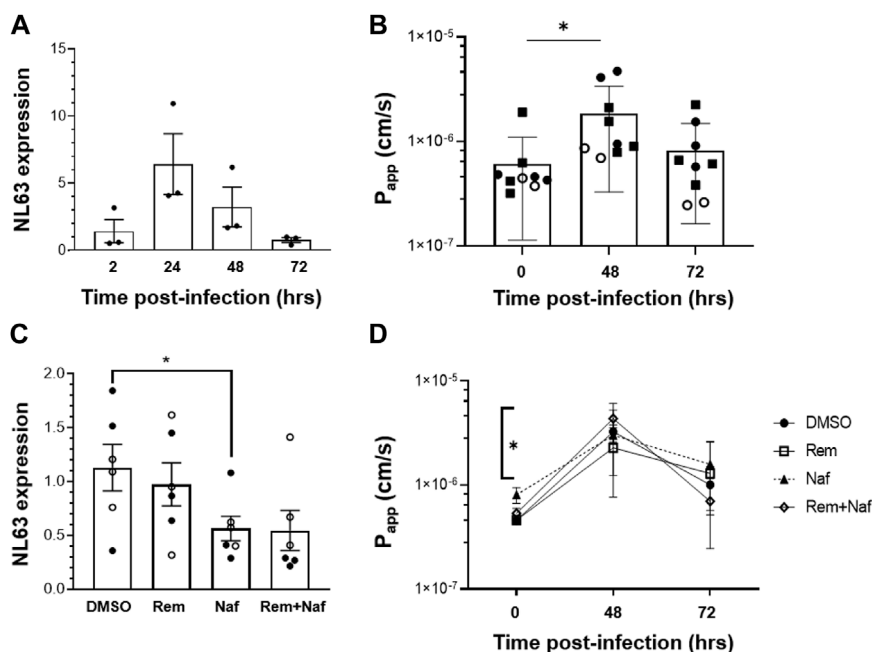 A
NL63 expression
15
10
5
0
2 24 48 72
Time post-infection (hrs)
B
Papp (cm/s)
1×10-5
1×10-6
1×10-7
*
0 48 72
Time post-infection (hrs)
C
NL63 expression
2.0
1.5
1.0
0.5
0.0
*
DMSO Rem Naf Rem+Naf
D
Papp (cm/s)
1×10-5
1×10-6
1×10-7
*
0 48 72
Time post-infection (hrs)
DMSO
Rem
Naf
Rem+Naf